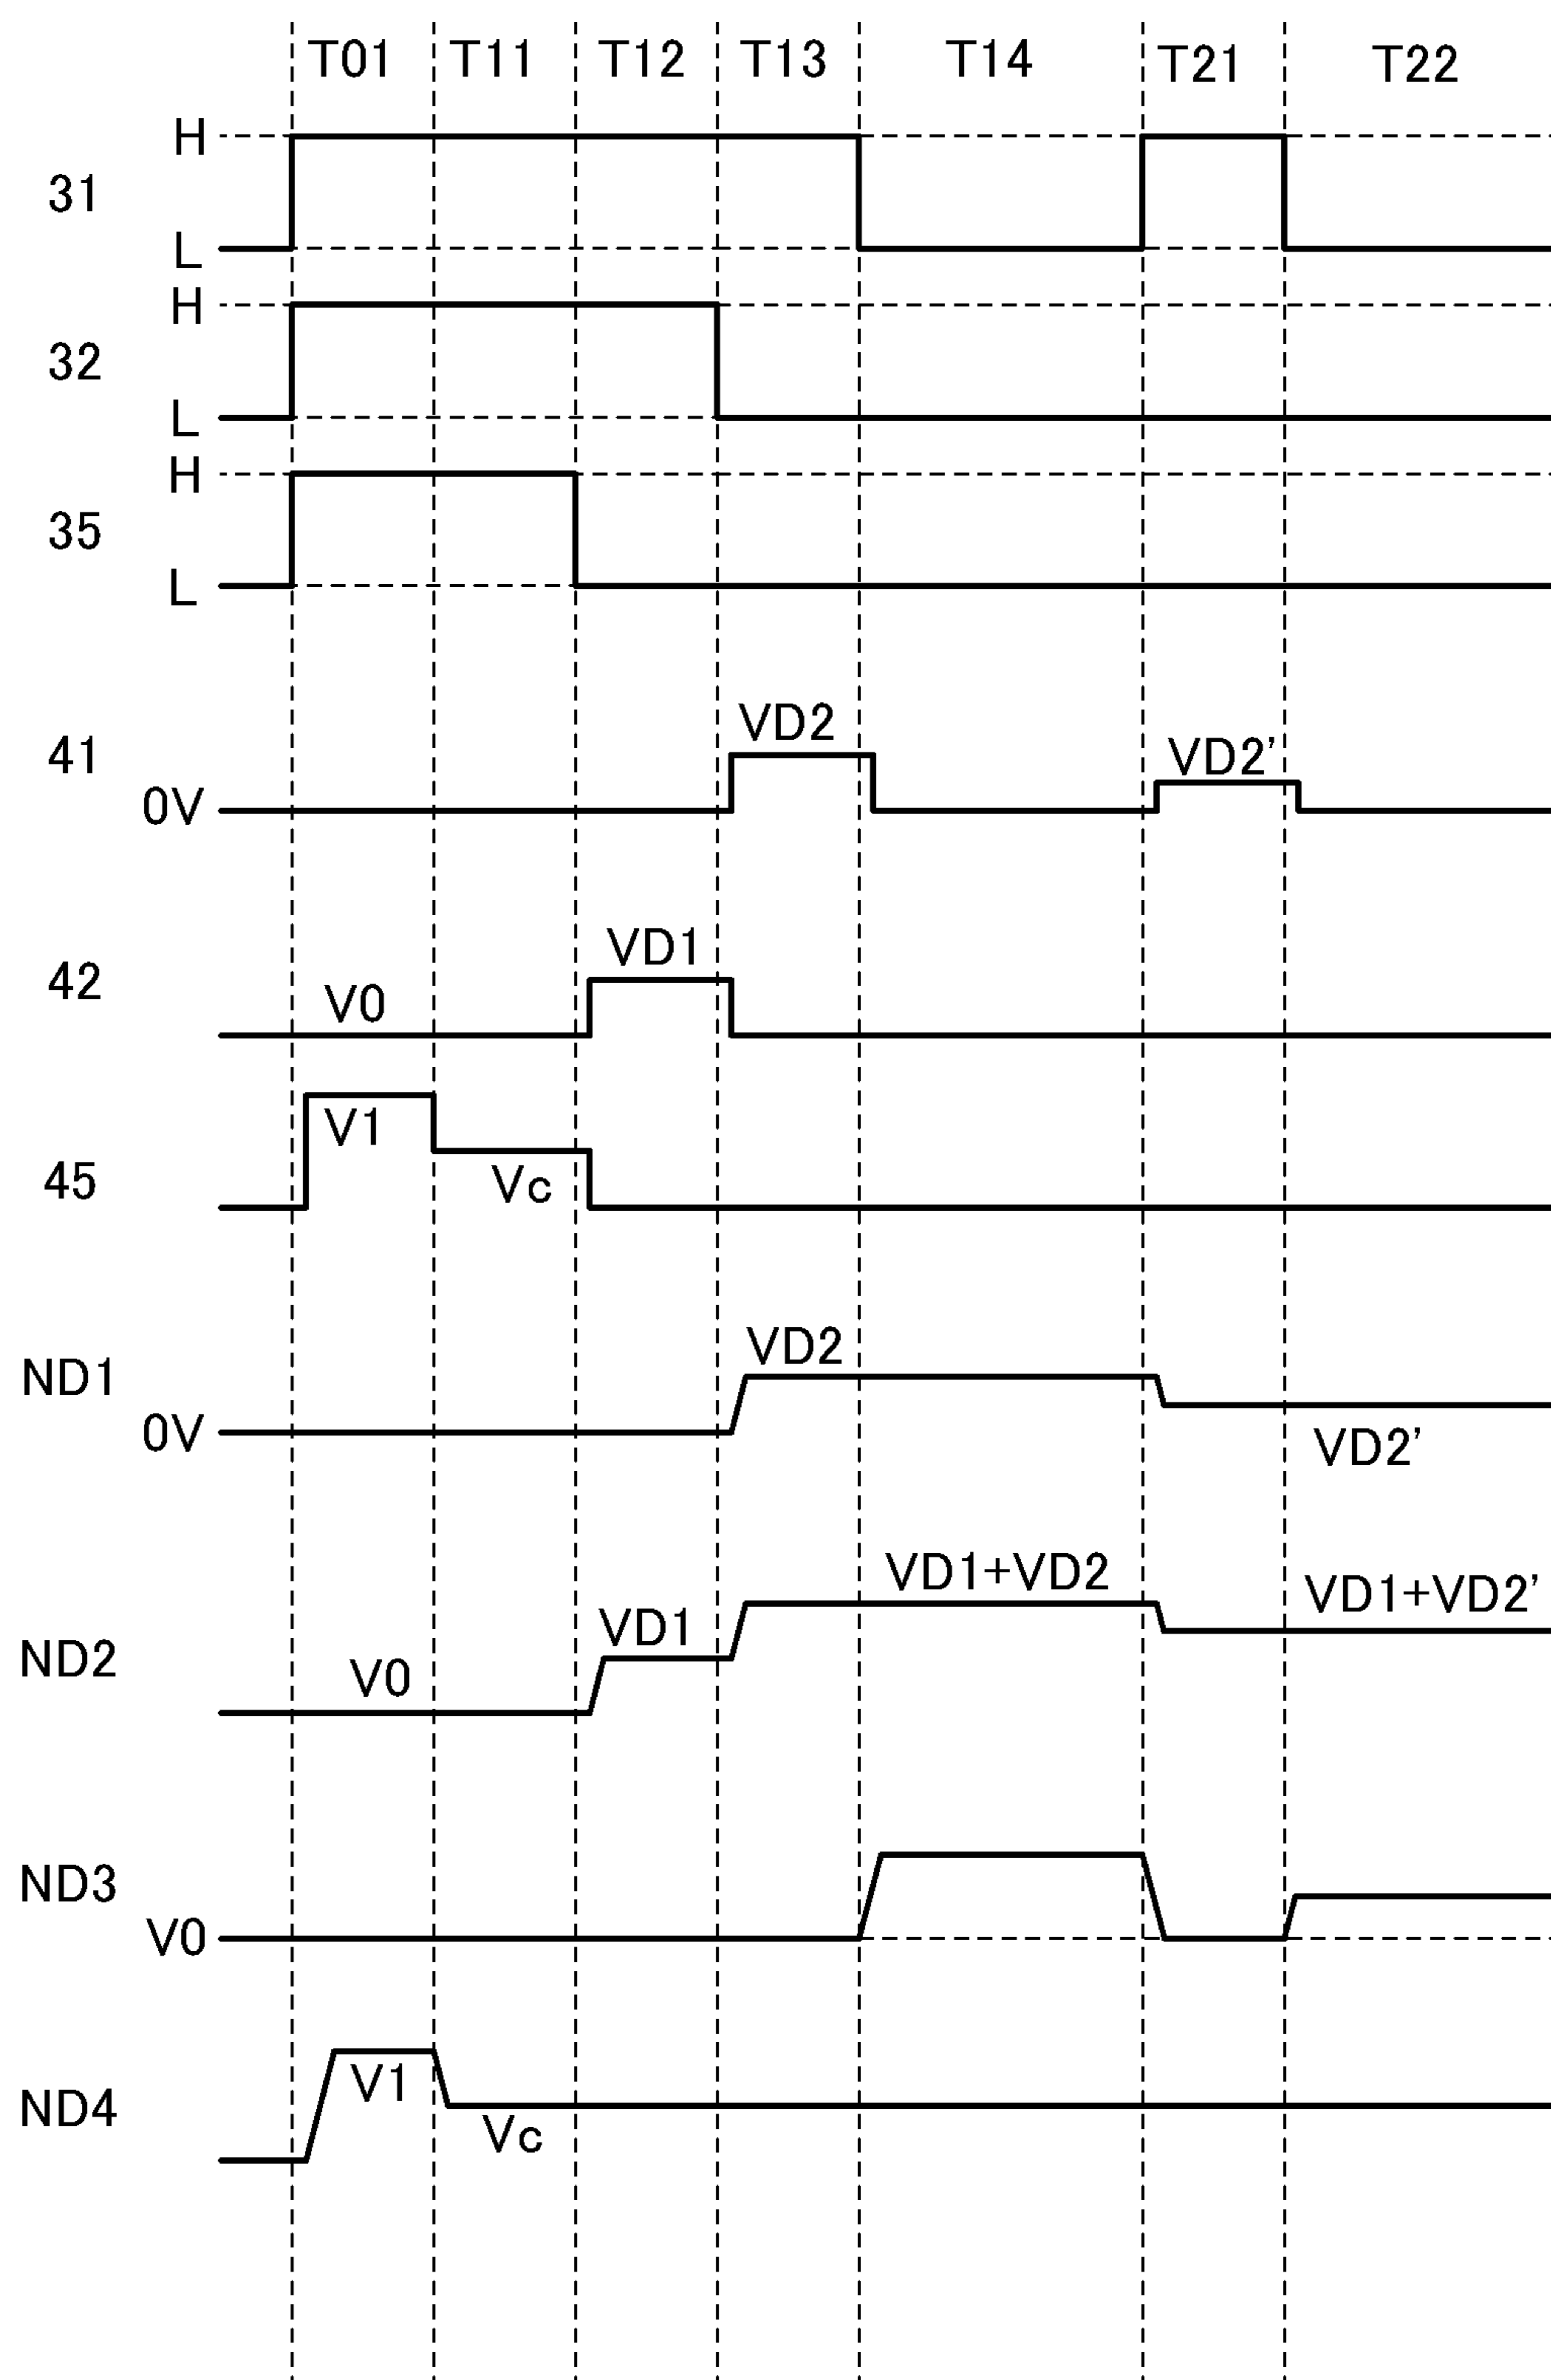 T01 T11 T12 T13 T14 T21 T22
H
31
L
H
32
L
H
35
L
VD2
VD2'
41
0V
VD1
42
V0
V1
45
Vc
VD2
ND1
0V
VD2'
VD1+VD2
VD1+VD2'
VD1
ND2
V0
ND3
V0
V1
ND4
Vc